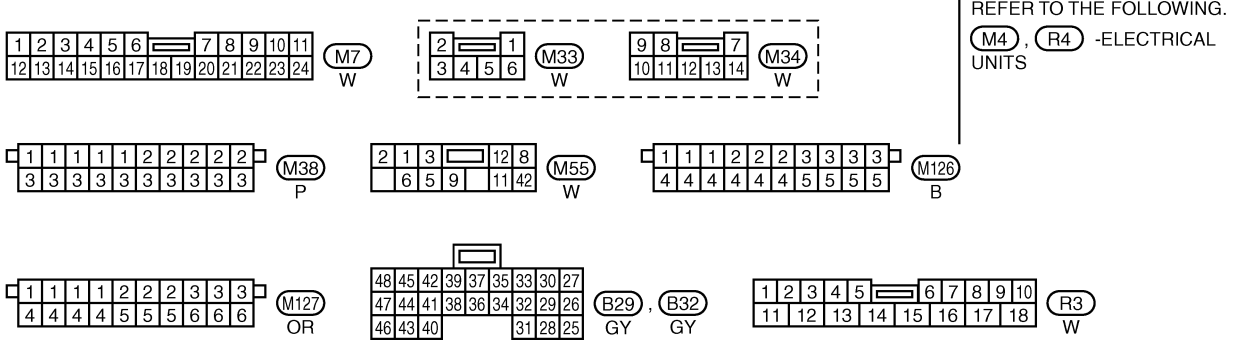 REFER TO THE FOLLOWING.
M4 , R4 -ELECTRICAL
UNITS
1 2 3 4 5 6 7 8 9 10 11
12 13 14 15 16 17 18 19 20 21 22 23 24
M7
W
2 1
3 4 5 6
M33
W
9 8 7
10 11 12 13 14
M34
W
1 1 1 1 1 2 2 2 2 2
3 3 3 3 3 3 3 3 3 3
M38
P
2 1 3 12 8
6 5 9 11 42
M55
W
1 1 1 2 2 2 3 3 3 3
4 4 4 4 4 4 5 5 5 5
M126
B
1 1 1 1 2 2 2 3 3 3
4 4 4 4 5 5 5 6 6 6
M127
OR
48 45 42 39 37 35 33 30 27
47 44 41 38 36 34 32 29 26
46 43 40 31 28 25
B29 , B32
GY GY
1 2 3 4 5 6 7 8 9 10
11 12 13 14 15 16 17 18
R3
W